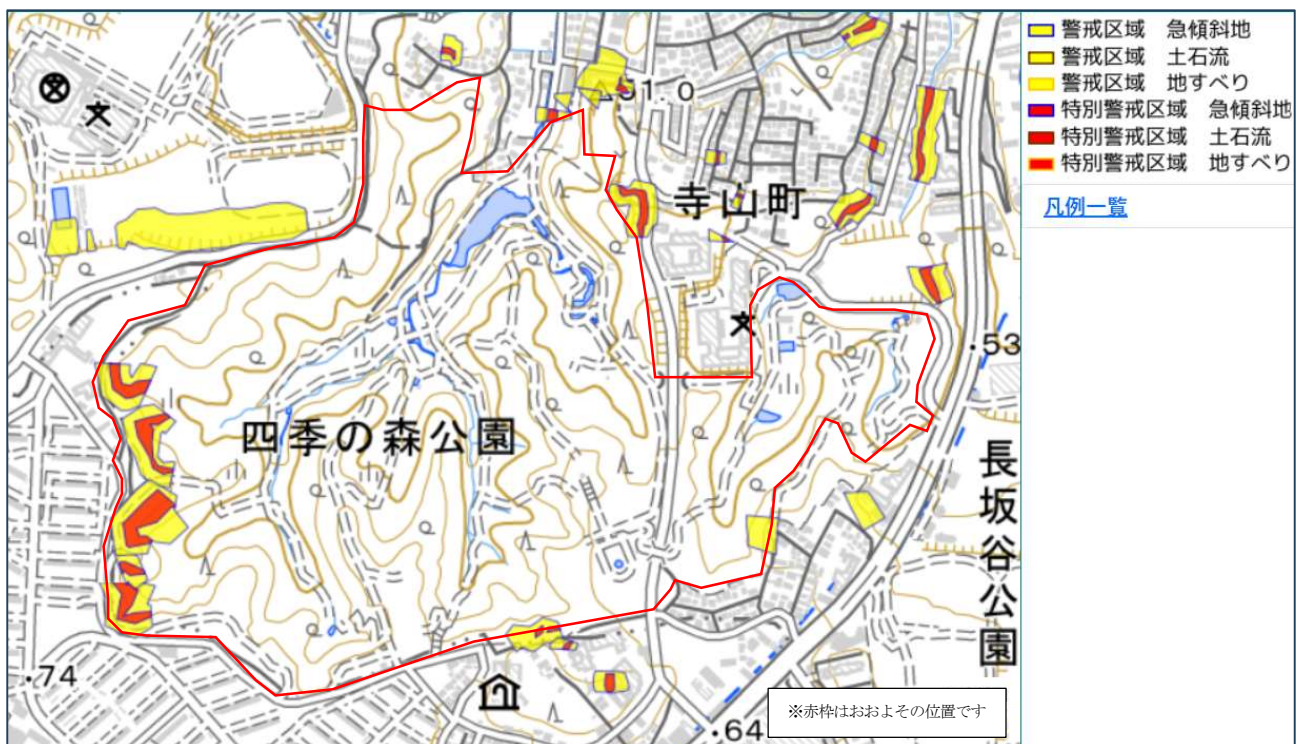 警戒区域 急傾斜地
警戒区域 土石流
警戒区域 地すべり
特別警戒区域 急傾斜地
特別警戒区域 土石流
特別警戒区域 地すべり
凡例一覧
91.0
寺山町
・53
四季の森公園
長坂谷公園
・74
・64
※赤枠はおおよその位置です